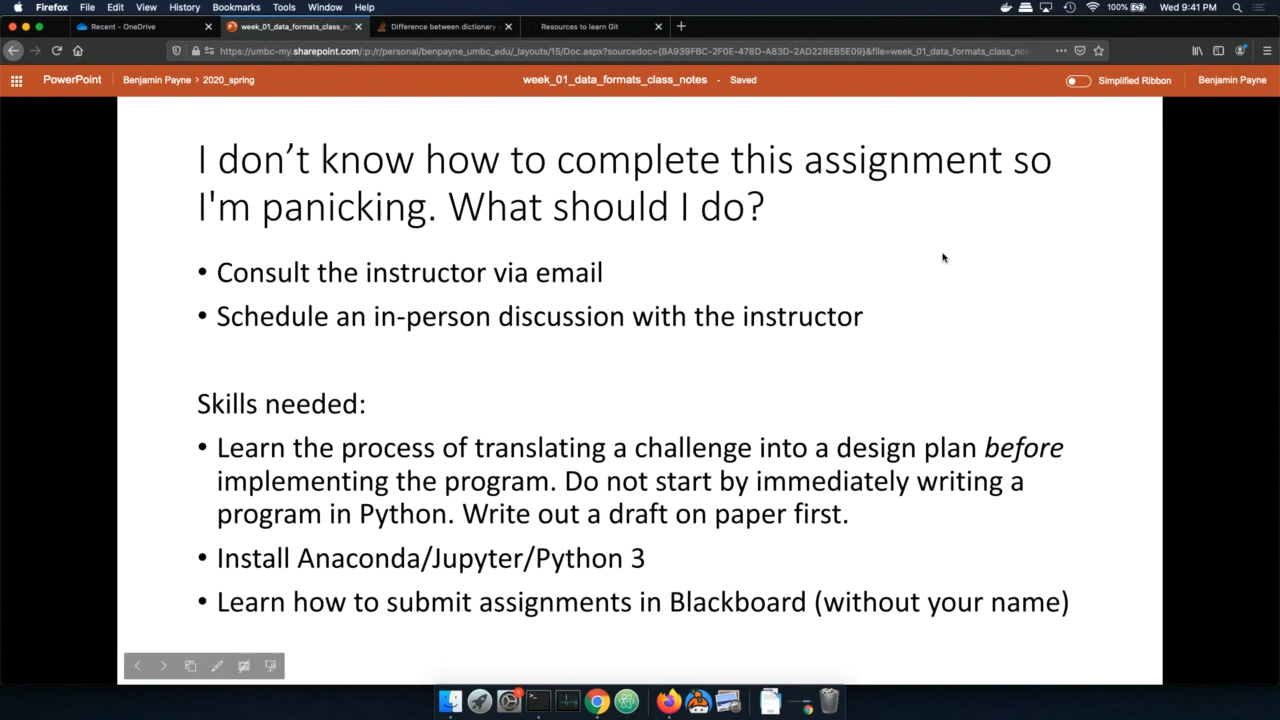 Firefox File Edit View History Bookmarks Tools Window Help 100% Wed 9:41 PM
Recent - OneDrive week_01_data_formats_class_no Difference between dictionary Resources to learn Git
https://umbc-my.sharepoint.com/:p:/r/personal/benpayne_umbc_edu/_layouts/15/Doc.aspx?sourcedoc={8A939FBC-2F0E-478D-A83D-2AD228EB5E09}&file=week_01_data_formats_class_no
PowerPoint Benjamin Payne > 2020_spring week_01_data_formats_class_notes - Saved Simplified Ribbon Benjamin Payne
I don’t know how to complete this assignment so
I'm panicking. What should I do?
• Consult the instructor via email
• Schedule an in-person discussion with the instructor
Skills needed:
• Learn the process of translating a challenge into a design plan before
implementing the program. Do not start by immediately writing a
program in Python. Write out a draft on paper first.
• Install Anaconda/Jupyter/Python 3
• Learn how to submit assignments in Blackboard (without your name)